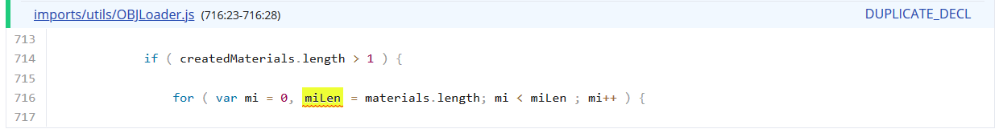 imports/utils/OBJLoader.js (716:23-716:28) DUPLICATE_DECL
713
714 if ( createdMaterials.length > 1 ) {
715
716 for ( var mi = 0, miLen = materials.length; mi < miLen ; mi++ ) {
717